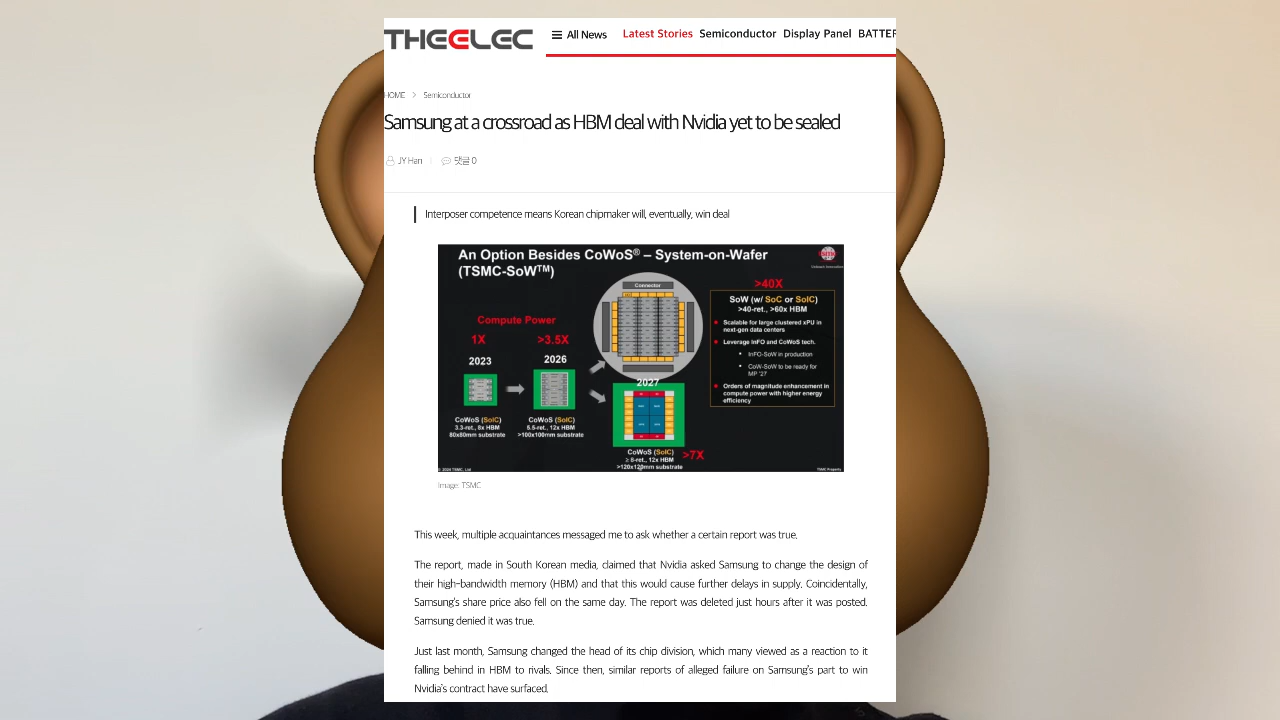 THEELEC
All News Latest Stories Semiconductor Display Panel BATTER
HOME > Semiconductor
Samsung at a crossroad as HBM deal with Nvidia yet to be sealed
JY Han 댓글 0
Interposer competence means Korean chipmaker will, eventually, win deal
An Option Besides CoWoS® – System-on-Wafer
(TSMC-SoW™)
Connector
Compute Power
1X
>3.5X
2023
2026
2027
CoWoS (SoIC)
3.3-ret., 8x HBM
80x80mm substrate
CoWoS (SoIC)
5.5-ret., 12x HBM
>100x100mm substrate
CoWoS (SoIC)
≥ 8-ret., 12x HBM
>120x120mm substrate
>7X
>40X
SoW (w/ SoC or SoIC)
>40-ret., >60x HBM
Scalable for large clustered xPU in
next-gen data centers
Leverage InFO and CoWoS tech.
InFO-SoW in production
CoW-SoW to be ready for
MP '27
Orders of magnitude enhancement in
compute power with higher energy
efficiency
© 2024 TSMC, Ltd
TSMC Property
Image: TSMC
This week, multiple acquaintances messaged me to ask whether a certain report was true.
The report, made in South Korean media, claimed that Nvidia asked Samsung to change the design of
their high-bandwidth memory (HBM) and that this would cause further delays in supply. Coincidentally,
Samsung's share price also fell on the same day. The report was deleted just hours after it was posted.
Samsung denied it was true.
Just last month, Samsung changed the head of its chip division, which many viewed as a reaction to it
falling behind in HBM to rivals. Since then, similar reports of alleged failure on Samsung's part to win
Nvidia's contract have surfaced.